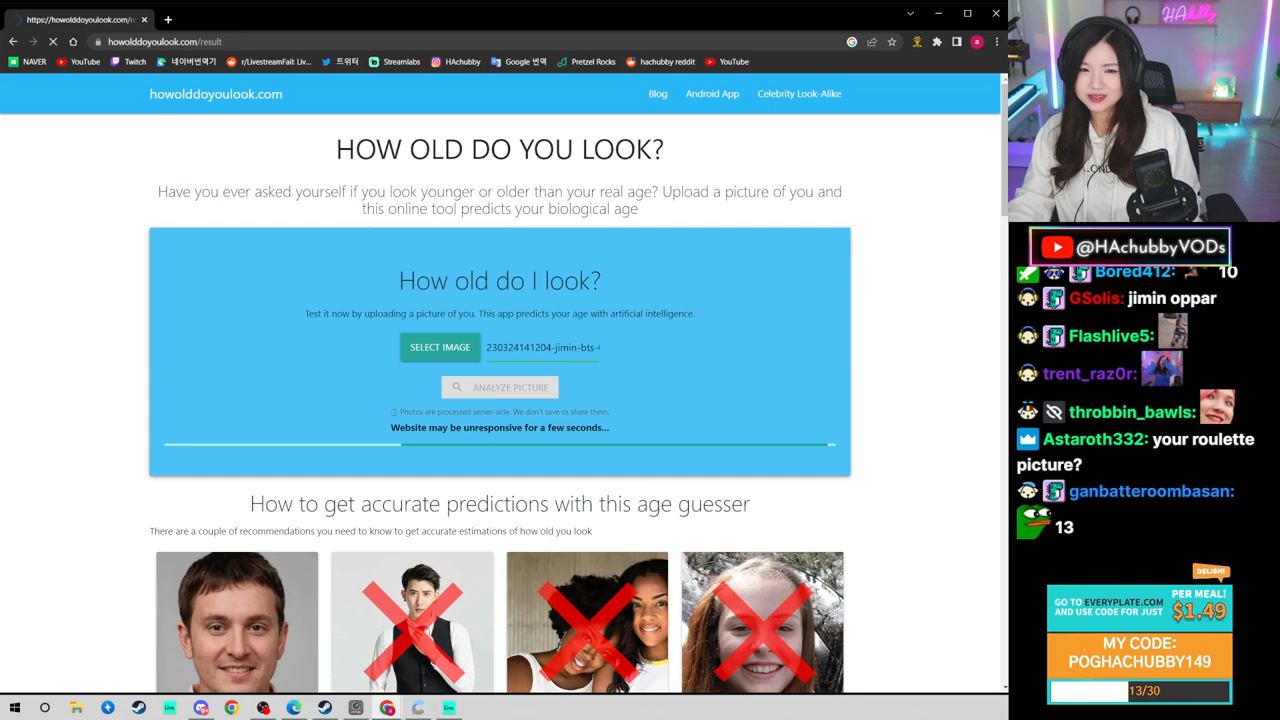 https://howolddoyoulook.com/re
howolddoyoulook.com/result
NAVER
YouTube
Twitch
네이버번역기
r/LivestreamFail: Liv...
트위터
Streamlabs
HAchubby
Google 번역
Pretzel Rocks
hachubby reddit
YouTube
howolddoyoulook.com
Blog
Android App
Celebrity Look-Alike
HOW OLD DO YOU LOOK?
Have you ever asked yourself if you look younger or older than your real age? Upload a picture of you and
this online tool predicts your biological age
How old do I look?
Test it now by uploading a picture of you. This app predicts your age with artificial intelligence.
SELECT IMAGE
230324141204-jimin-bts-
ANALYZE PICTURE
Photos are processed server-side. We don't save or share them.
Website may be unresponsive for a few seconds...
How to get accurate predictions with this age guesser
There are a couple of recommendations you need to know to get accurate estimations of how old you look
HAchubby
@HAchubbyVODs
Bored412: 10
GSolis: jimin oppar
Flashlive5:
trent_raz0r:
throbbin_bawls:
Astaroth332: your roulette
picture?
ganbatteroombasan:
13
DELISH!
GO TO EVERYPLATE.COM
AND USE CODE FOR JUST
PER MEAL!
$1.49
MY CODE:
POGHACHUBBY149
13/30